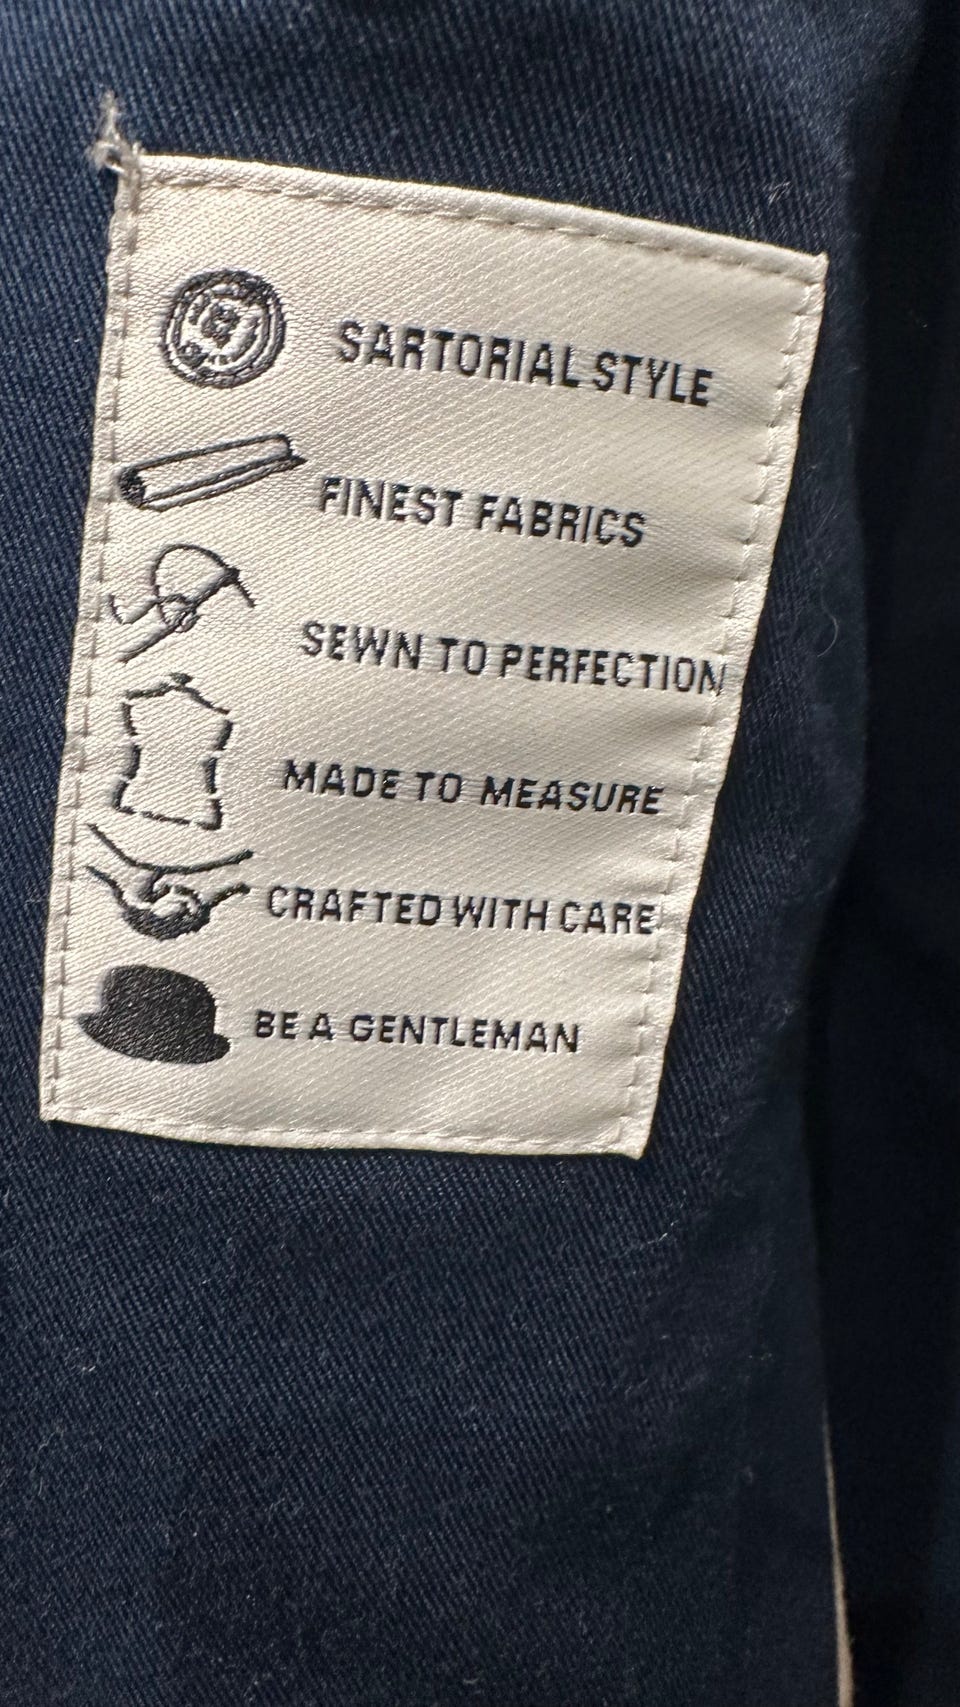 SARTORIAL STYLE
FINEST FABRICS
SEWN TO PERFECTION
MADE TO MEASURE
CRAFTED WITH CARE
BE A GENTLEMAN